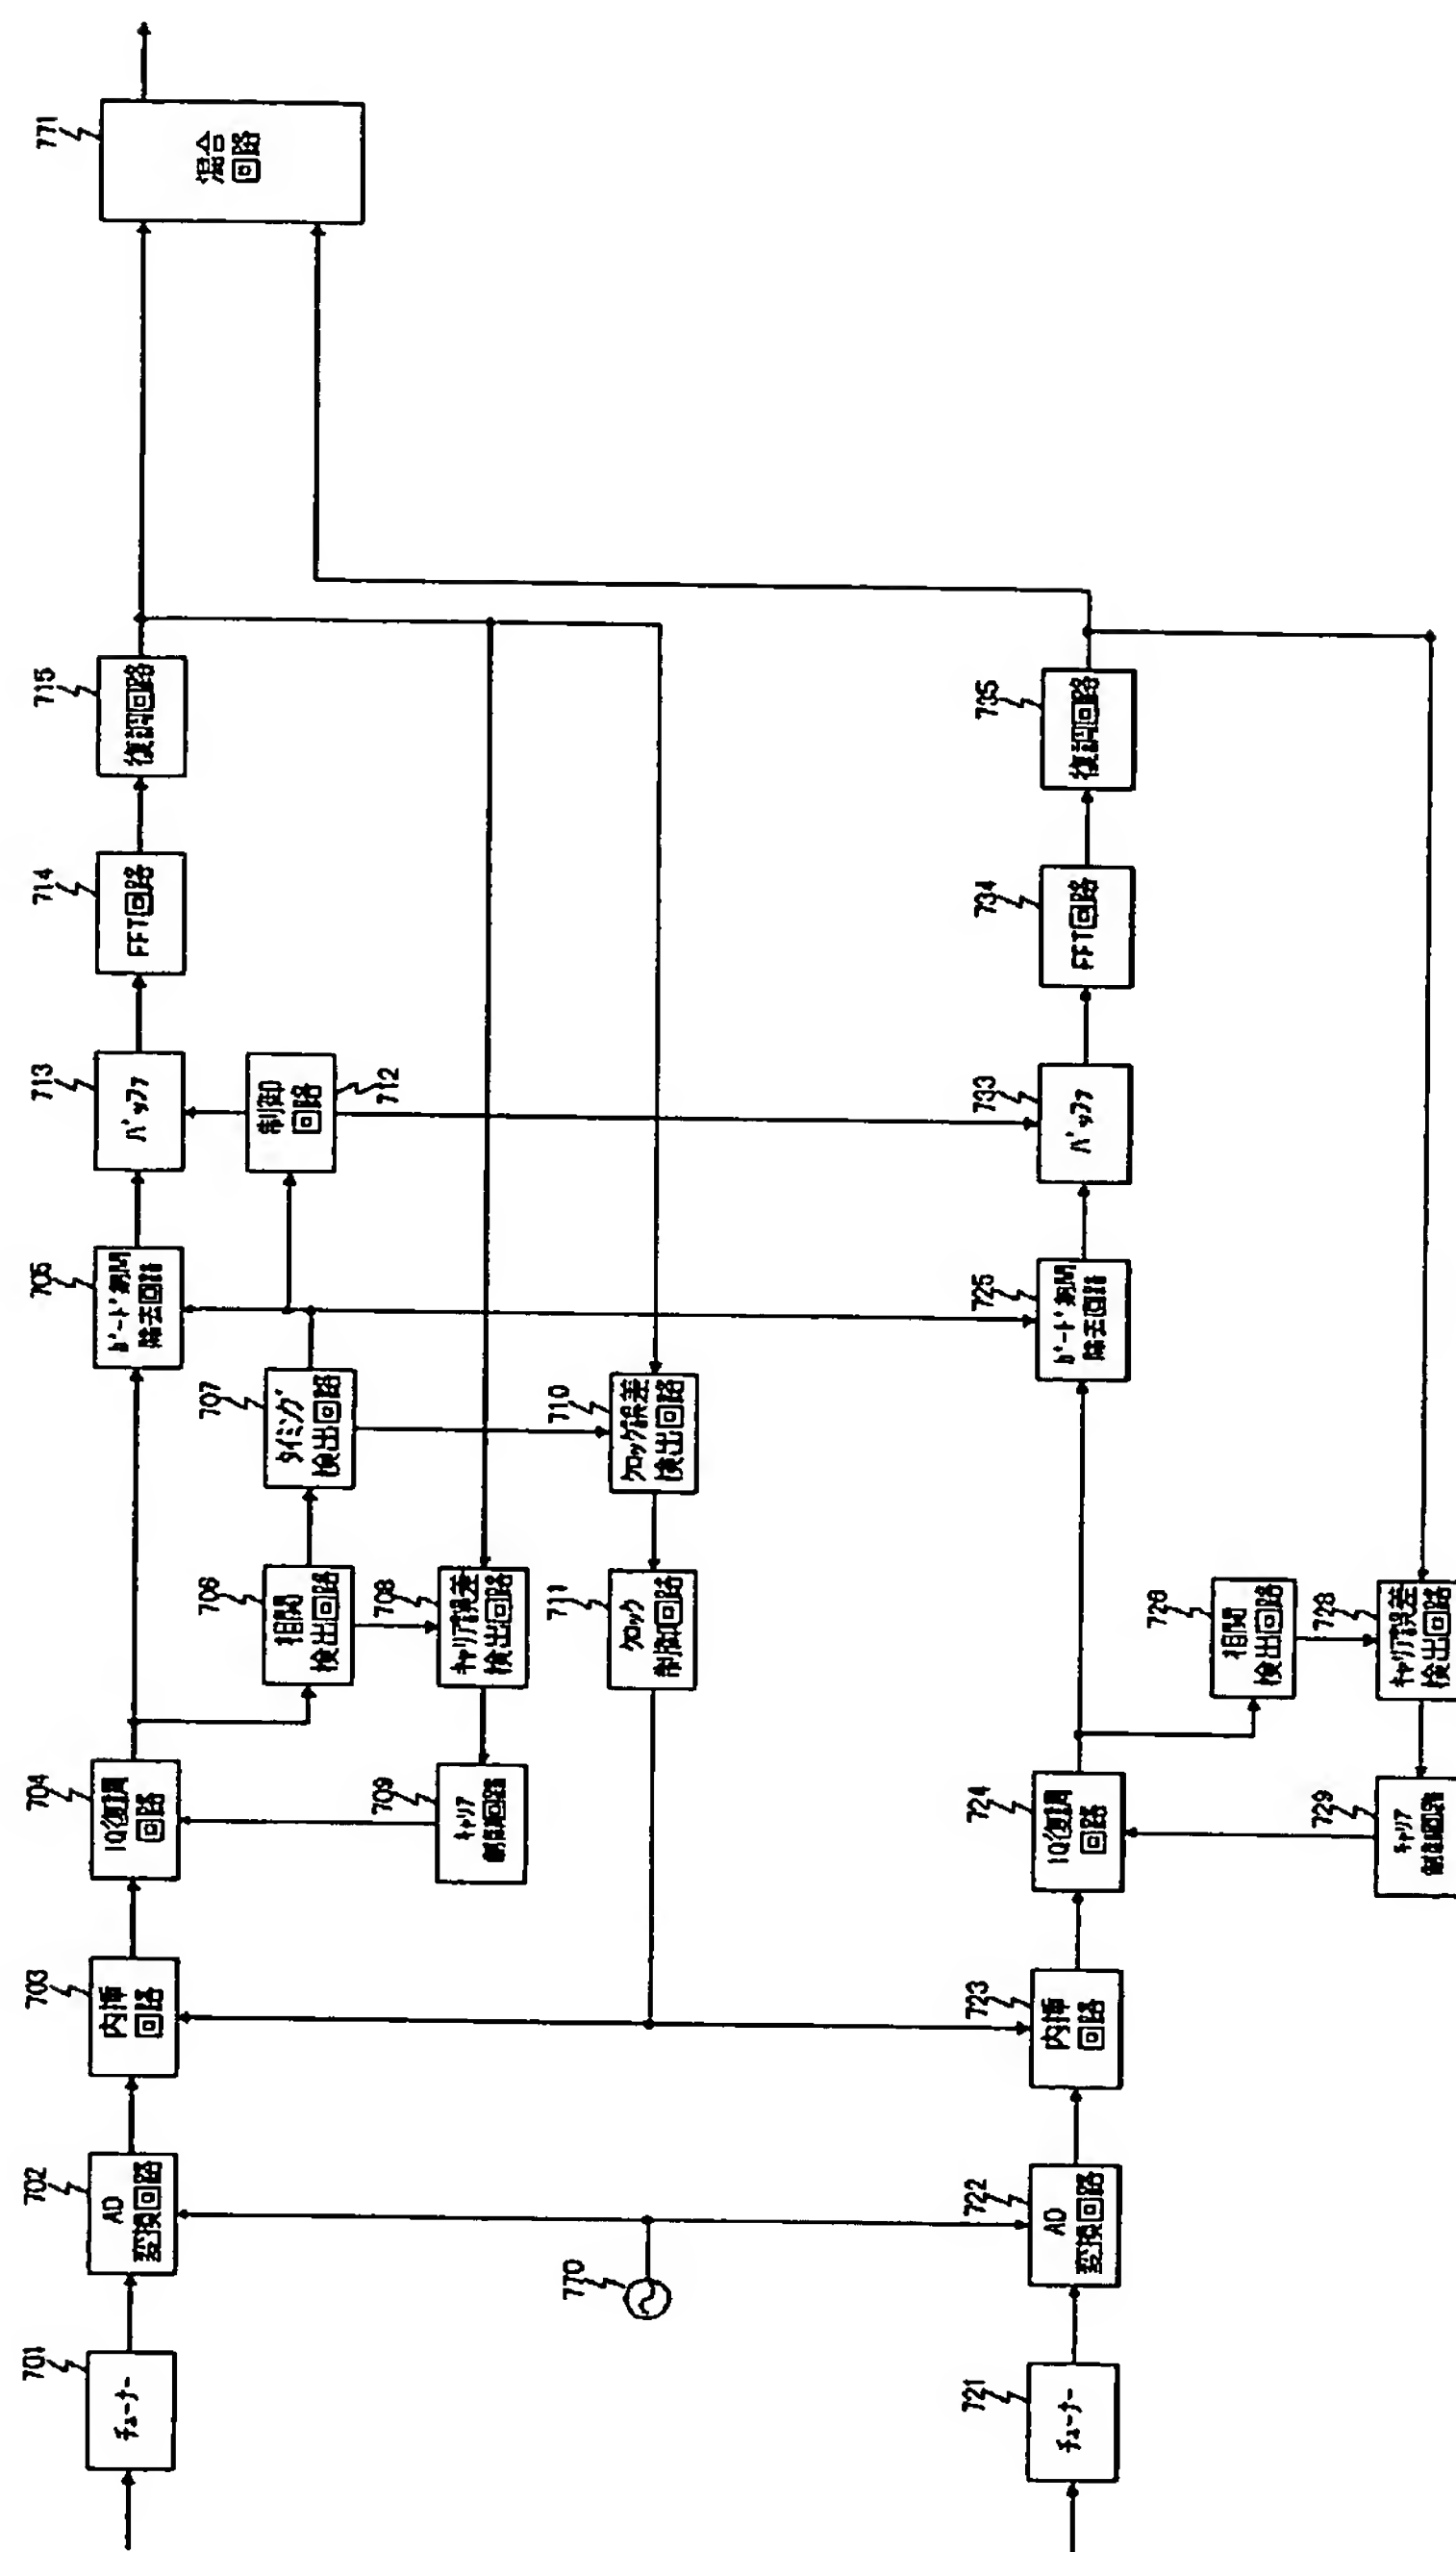 701
チューナー
702
AD
変換回路
703
内挿
回路
704
IQ復調
回路
705
ガード期間
除去回路
713
バッファ
714
FFT回路
715
復調回路
771
混合
回路
706
相関
検出回路
707
タイミング
検出回路
制御
回路
712
708
キャリア誤差
検出回路
709
キャリア
制御回路
710
クロック誤差
検出回路
711
クロック
制御回路
770
721
チューナー
722
AD
変換回路
723
内挿
回路
724
IQ復調
回路
725
ガード期間
除去回路
733
バッファ
734
FFT回路
735
復調回路
726
相関
検出回路
728
キャリア誤差
検出回路
729
キャリア
制御回路